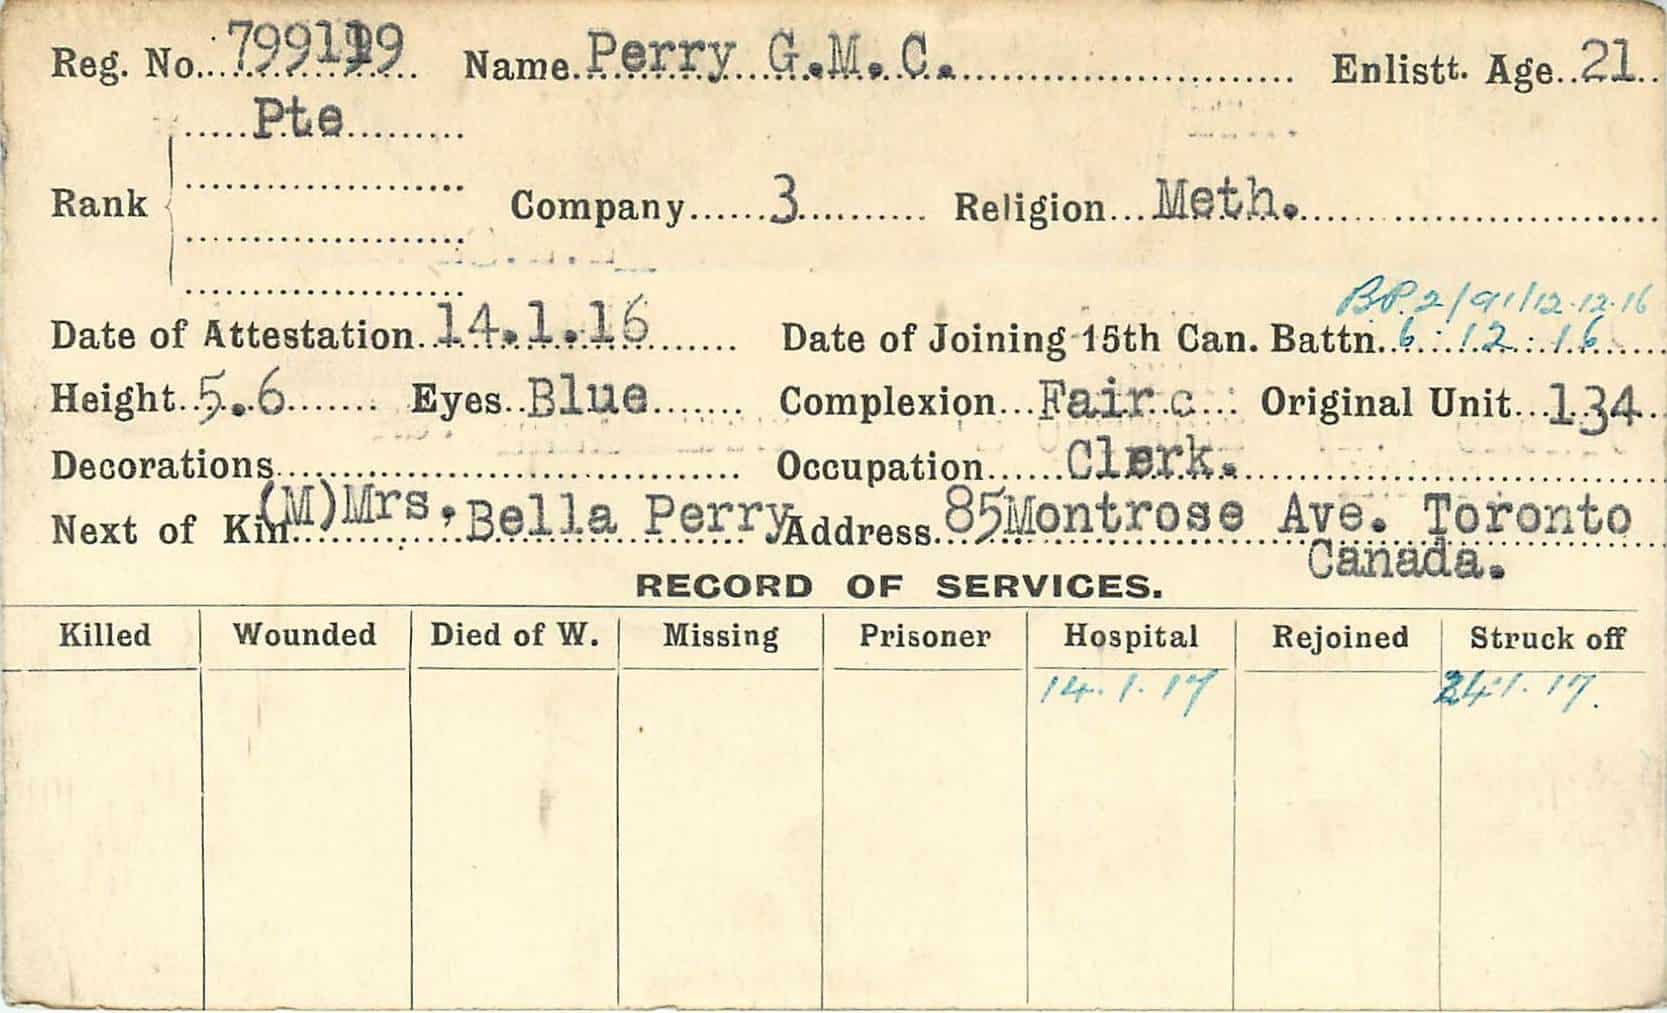 Reg. No. 799119 Name Perry G.M.C. Enlistt. Age 21
Pte
Rank Company 3 Religion Meth.
B.P. 2/91/12.12.16
Date of Attestation 14.1.16 Date of Joining 15th Can. Battn. 6.12.16
Height 5.6 Eyes Blue Complexion Fair Original Unit 134
Decorations Occupation Clerk.
Next of Kin (M)Mrs. Bella Perry Address 85 Montrose Ave. Toronto
Canada.
RECORD OF SERVICES.
Killed Wounded Died of W. Missing Prisoner Hospital Rejoined Struck off
14.1.17 24.1.17.